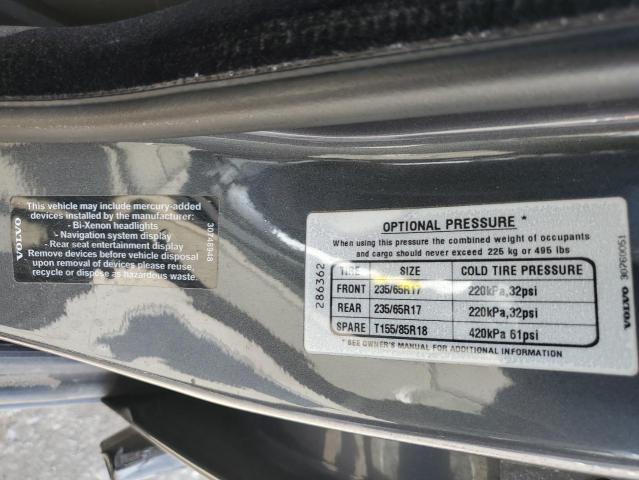 VOLVO
This vehicle may include mercury-added
devices installed by the manufacturer:
- Bi-Xenon headlights
- Navigation system display
- Rear seat entertainment display
Remove devices before vehicle disposal
upon removal of devices please reuse,
recycle or dispose as hazardous waste.
30748948
286362
OPTIONAL PRESSURE *
When using this pressure the combined weight of occupants
and cargo should never exceed 225 kg or 495 lbs
TIRE SIZE COLD TIRE PRESSURE
FRONT 235/65R17 220kPa,32psi
REAR 235/65R17 220kPa,32psi
SPARE T155/85R18 420kPa 61psi
* SEE OWNER'S MANUAL FOR ADDITIONAL INFORMATION
VOLVO 30760051